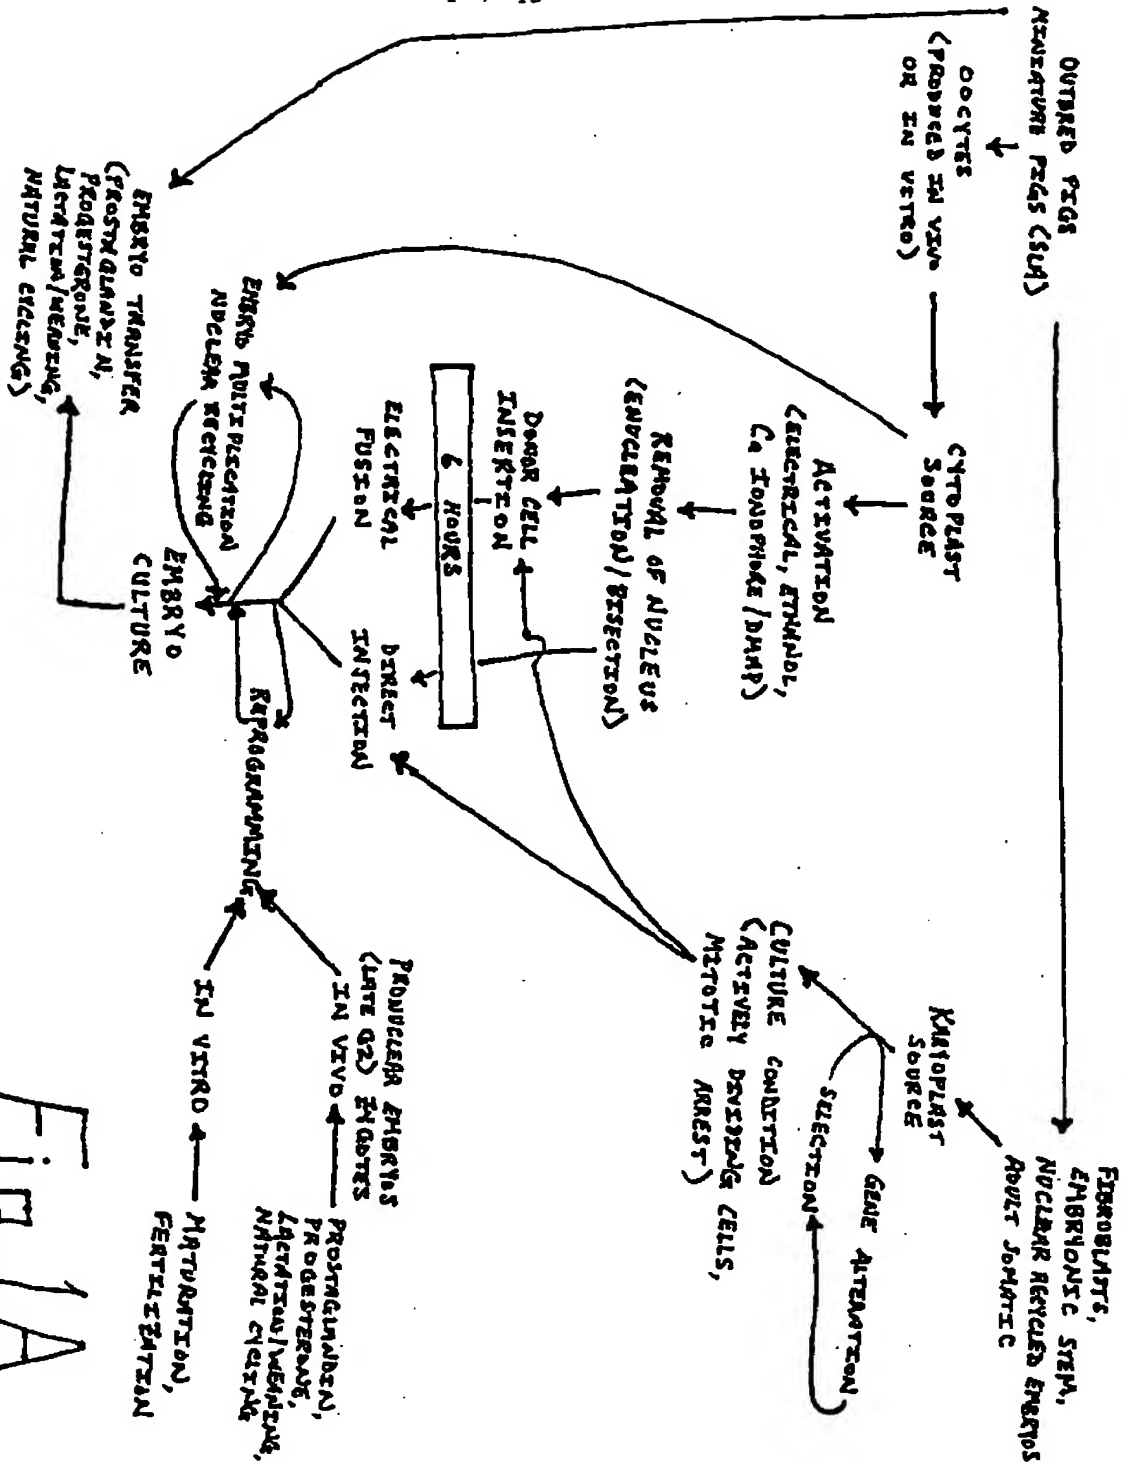 OUTBRED PIGS
MINIATURE PIGS (SLA)
OOCYTES
(PRODUCED IN VIVO
OR IN VITRO)
CYTOPLAST
SOURCE
ACTIVATION
(ELECTRICAL, ETHANOL,
Ca IONOPHORE/DMAP)
REMOVAL OF NUCLEUS
(ENUCLEATION/BISECTION)
DONOR CELL
INSERTION
6 HOURS
ELECTRICAL
FUSION
DIRECT
INJECTION
EMBRYO MULTIPLICATION
NUCLEAR RECYCLING
EMBRYO
CULTURE
EMBRYO TRANSFER
(PROSTAGLANDIN,
PROGESTERONE,
LACTATION/WEANING,
NATURAL CYCLING)
FIBROBLASTS,
EMBRYONIC STEM,
NUCLEAR RECYCLED EMBRYOS
ADULT SOMATIC
KARYOPLAST
SOURCE
GENE ALTERATION
SELECTION
CULTURE CONDITION
(ACTIVELY DIVIDING CELLS,
MITOTIC ARREST)
REPROGRAMMING
PRONUCLEAR EMBRYOS
(LATE G2) ZYGOTES
IN VIVO
PROSTAGLANDIN,
PROGESTERONE,
LACTATION/WEANING,
NATURAL CYCLING
IN VITRO
MATURATION,
FERTILIZATION
Fig 1A